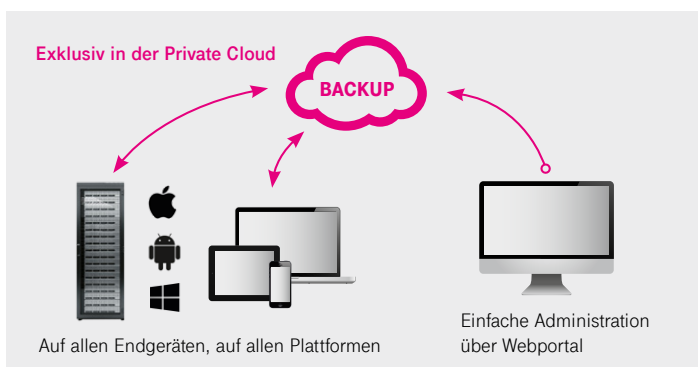 Exklusiv in der Private Cloud
BACKUP
Auf allen Endgeräten, auf allen Plattformen
Einfache Administration
über Webportal